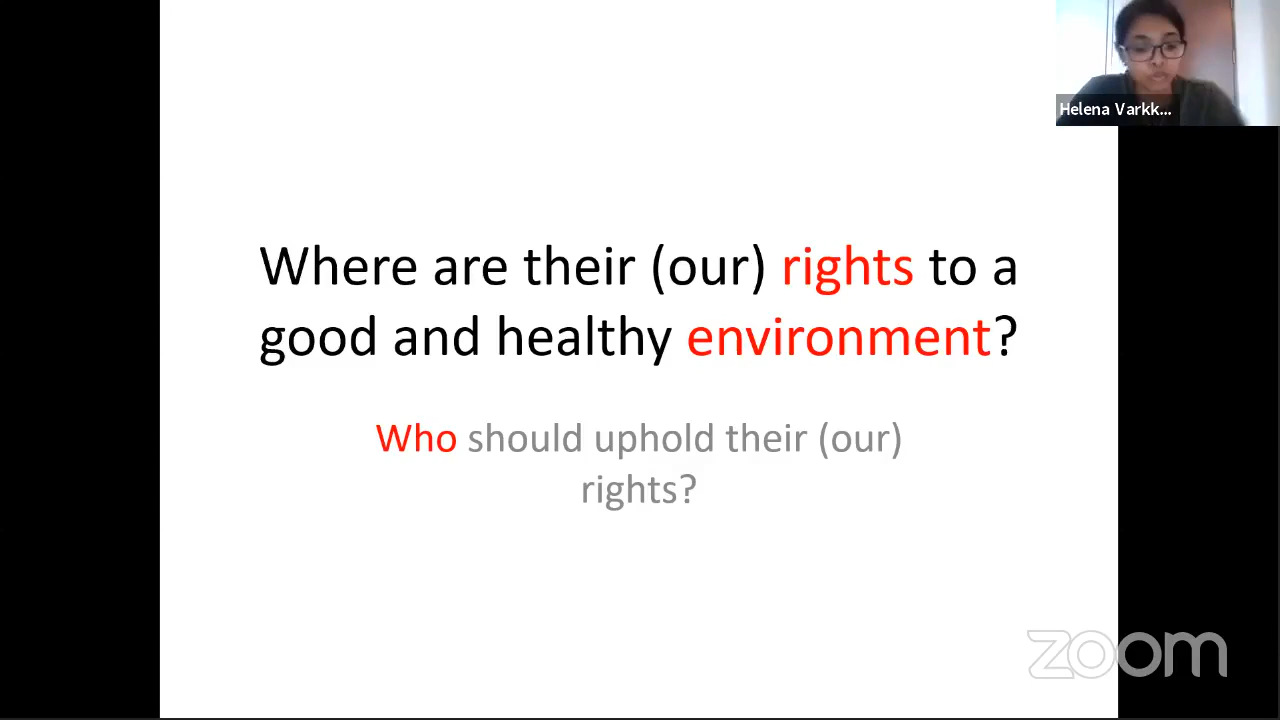 Helena Varkk...
Where are their (our) rights to a
good and healthy environment?
Who should uphold their (our)
rights?
zoom